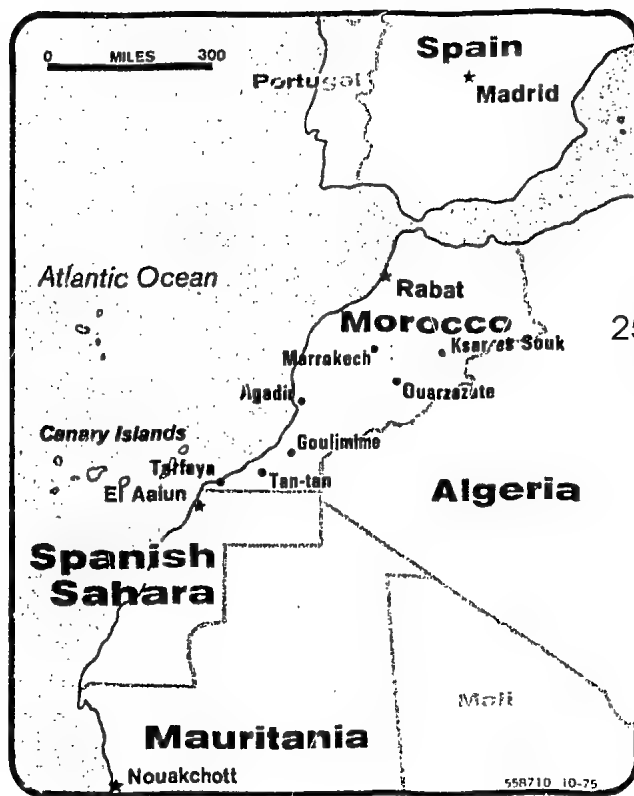 0 MILES 300
Spain
Portugal
Madrid
Atlantic Ocean
Rabat
Morocco
25
Marrakech
Ksar es Souk
Agadir
Ouarzazate
Canary Islands
Goulimime
Tarfaya
Tan-tan
El Aaiun
Algeria
Spanish
Sahara
Mali
Mauritania
Nouakchott
558710 10-75